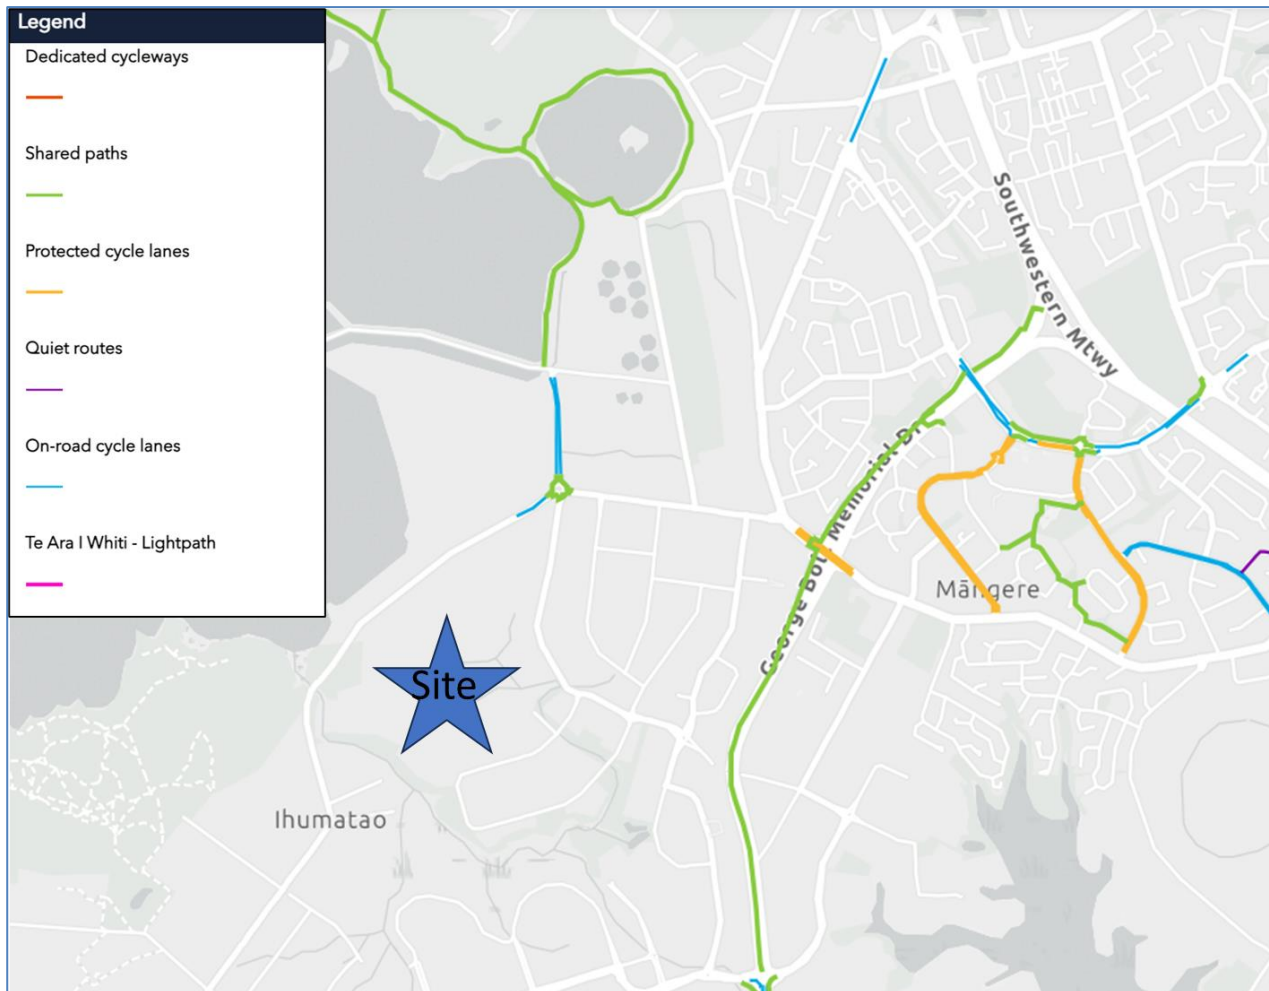 Legend
Dedicated cycleways
Shared paths
Protected cycle lanes
Quiet routes
On-road cycle lanes
Te Ara I Whiti - Lightpath
Southwestern Mtwy
George Bolt Memorial Dr
Māngere
Site
Ihumatao